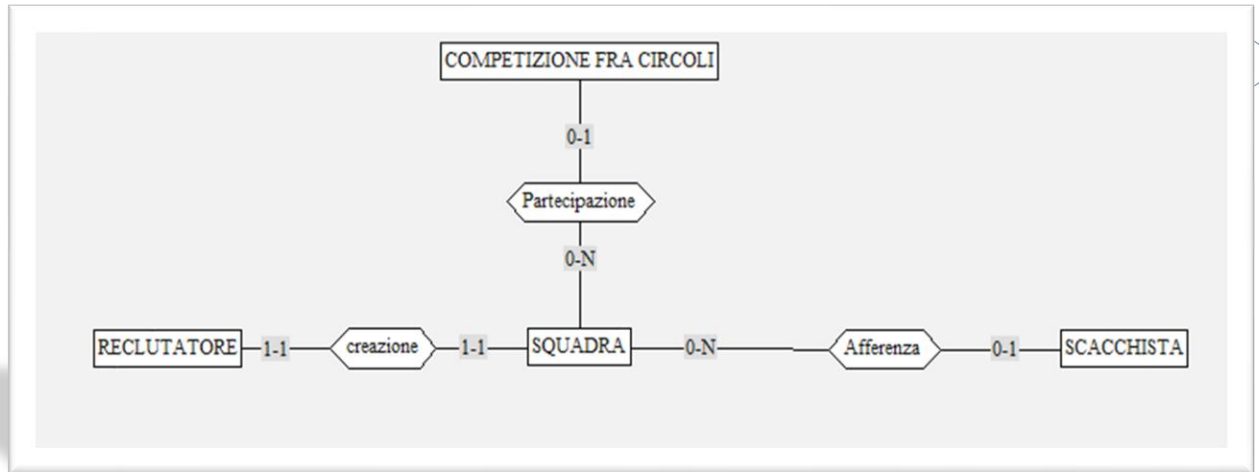 COMPETIZIONE FRA CIRCOLI
0-1
Partecipazione
0-N
RECLUTATORE 1-1 creazione 1-1 SQUADRA 0-N Afferenza 0-1 SCACCHISTA